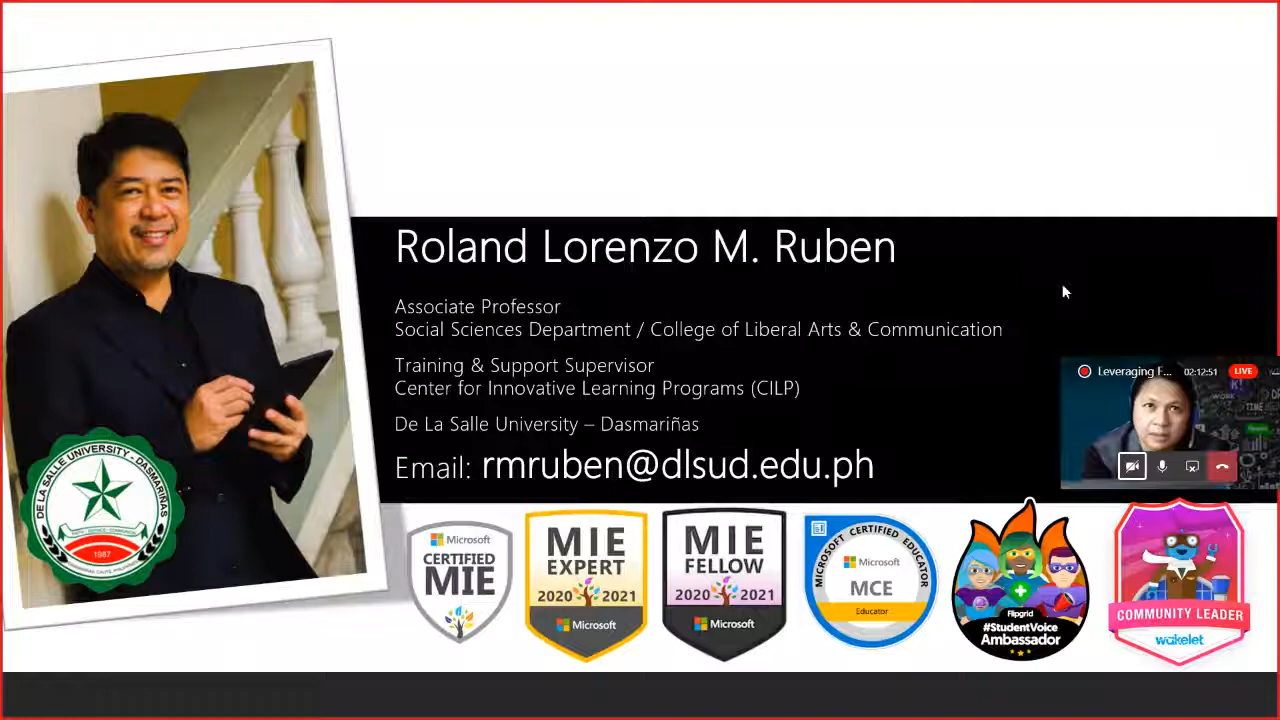 Roland Lorenzo M. Ruben
Associate Professor
Social Sciences Department / College of Liberal Arts & Communication
Training & Support Supervisor
Center for Innovative Learning Programs (CILP)
De La Salle University – Dasmariñas
Email: rmruben@dlsud.edu.ph
Leveraging F...
02:12:51
LIVE
WORK
TIME
DE LA SALLE UNIVERSITY - DASMARIÑAS
1987
Microsoft
CERTIFIED
MIE
MIE
EXPERT
2020 2021
Microsoft
MIE
FELLOW
2020 2021
Microsoft
MICROSOFT CERTIFIED EDUCATOR
Microsoft
MCE
Educator
Flipgrid
#StudentVoice
Ambassador
COMMUNITY LEADER
wakelet